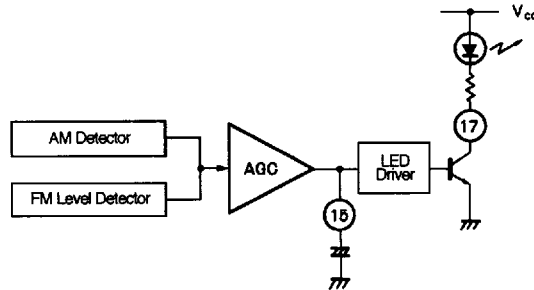 Vcc
17
AM Detector
AGC
LED
Driver
FM Level Detector
15